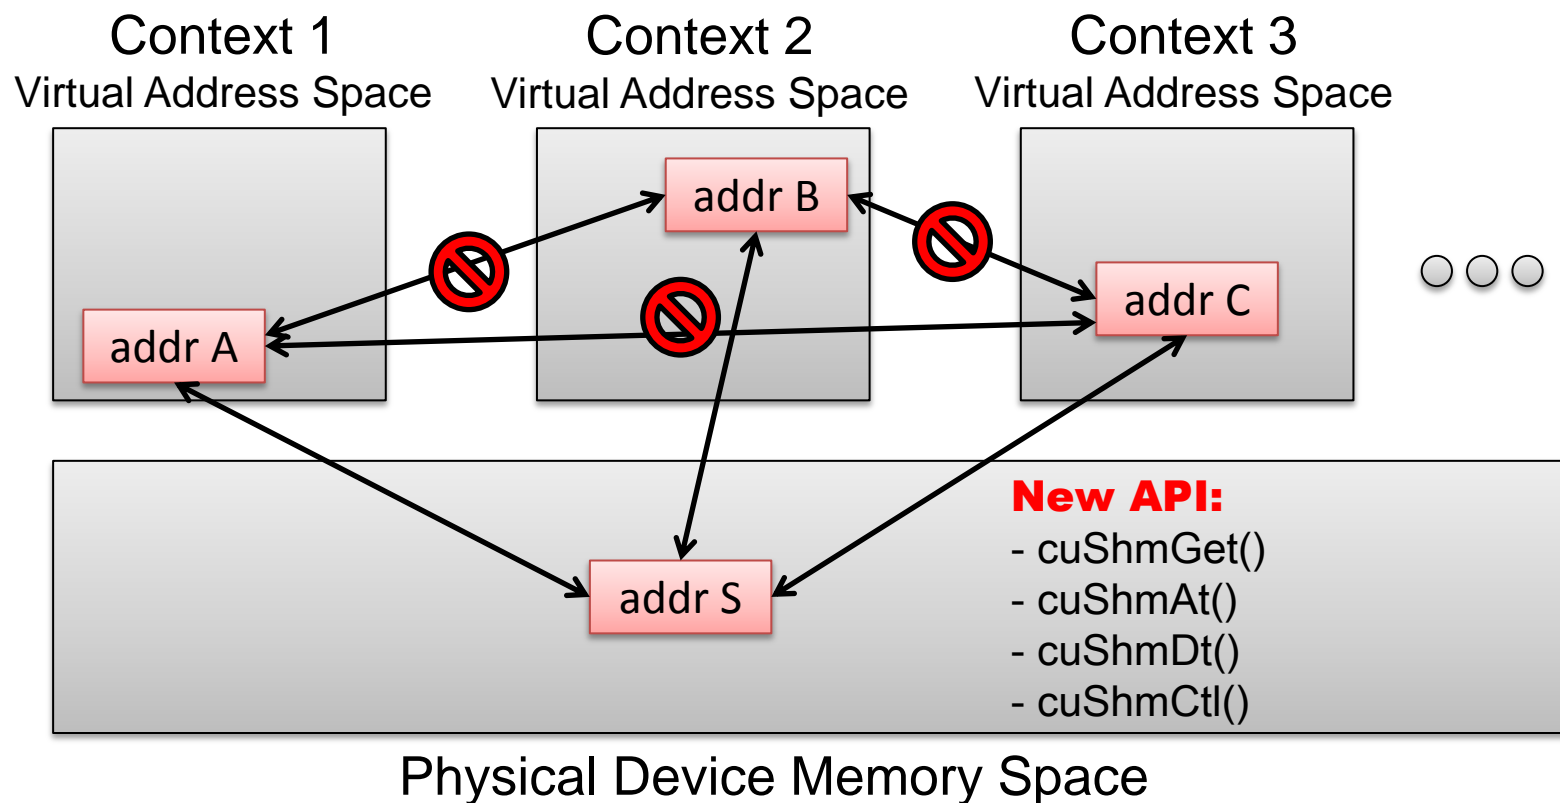 Context 1
Virtual Address Space
Context 2
Virtual Address Space
Context 3
Virtual Address Space
addr B
addr C
addr A
New API:
- cuShmGet()
- cuShmAt()
- cuShmDt()
- cuShmCtl()
addr S
Physical Device Memory Space